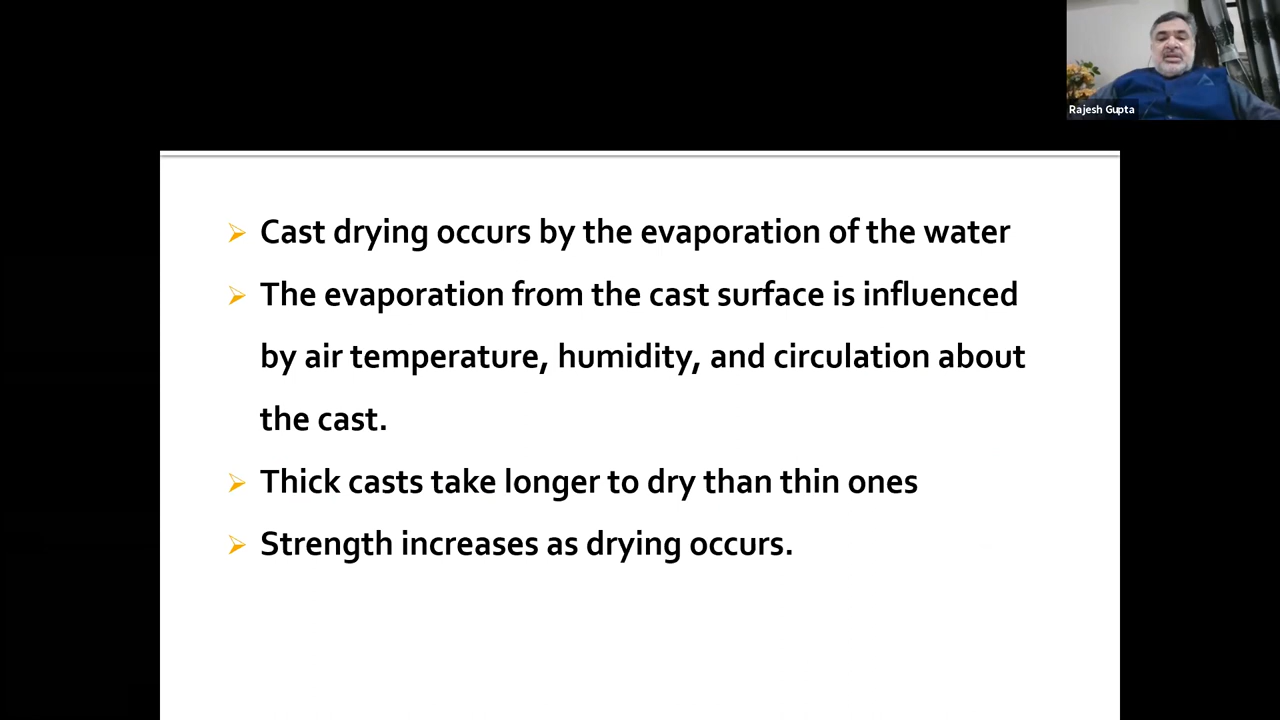 Rajesh Gupta
Cast drying occurs by the evaporation of the water
The evaporation from the cast surface is influenced
by air temperature, humidity, and circulation about
the cast.
Thick casts take longer to dry than thin ones
Strength increases as drying occurs.